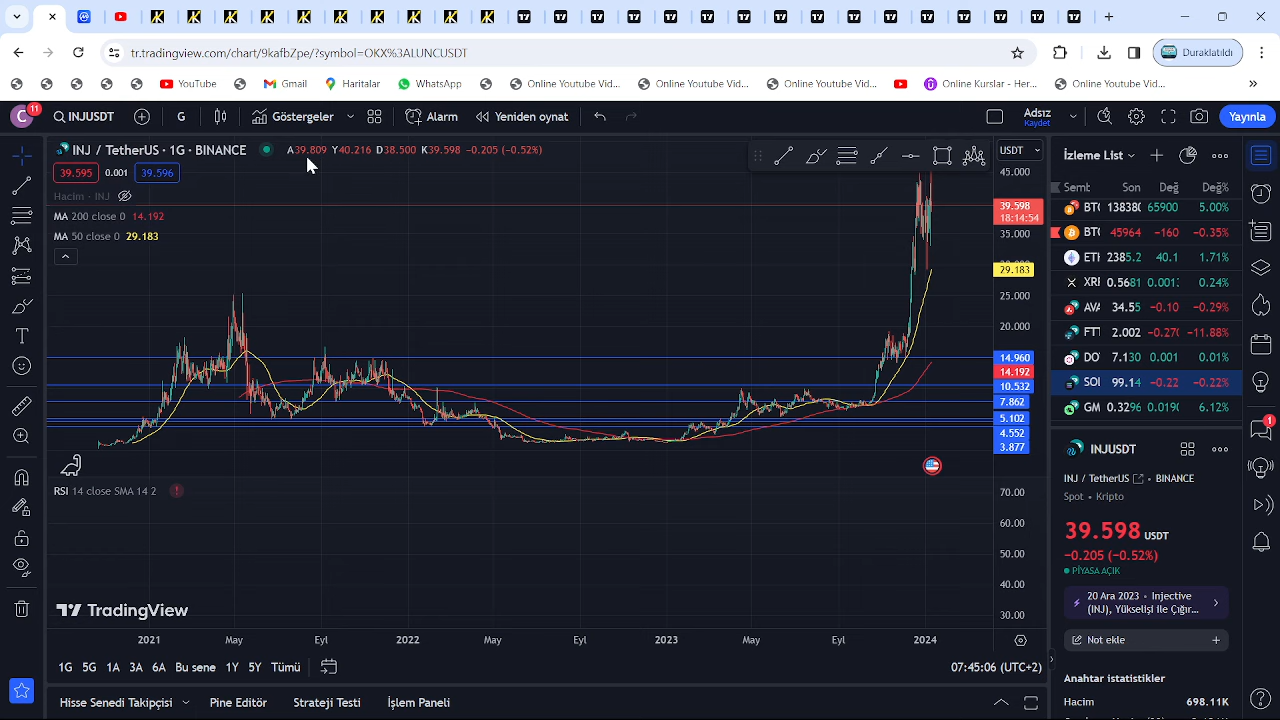 tr.tradingview.com/chart/9kafbZpe/?symbol=OKX%3ALUNCUSDT
Duraklatıldı
YouTube Gmail Haritalar WhatsApp Online Youtube Vid... Online Youtube Vid... Online Youtube Vid... Online Kurslar - Her...
C 11 INJUSDT G Göstergeler Alarm Yeniden oynat Adsız Kaydet Yayınla
INJ / TetherUS · 1G · BINANCE A39.809 Y40.216 D38.500 K39.598 −0.205 (−0.52%)
39.595 0.001 39.596
Hacim - INJ
MA 200 close 0 14.192
MA 50 close 0 29.183
USDT
45.000
39.598
18:14:54
35.000
29.183
25.000
20.000
14.960
14.192
10.532
7.862
5.102
4.552
3.877
RSI 14 close SMA 14 2
70.00
60.00
50.00
40.00
30.00
TradingView
2021 May Eyl 2022 May Eyl 2023 May Eyl 2024
1G 5G 1A 3A 6A Bu sene 1Y 5Y Tümü 07:45:06 (UTC+2)
Hisse Senedi Takipçisi Pine Editör Strateji Testi İşlem Paneli
İzleme List
Semb Son Değ Değ%
BTC 138380 65900 5.00%
BTC 45964 −160 −0.35%
ETH 2385.2 40.1 1.71%
XRI 0.5681 0.001 0.24%
AVA 34.55 −0.10 −0.29%
FTT 2.002 −0.270 −11.88%
DO 7.130 0.001 0.01%
SOI 99.14 −0.22 −0.22%
GM 0.3296 0.0190 6.12%
INJUSDT
INJ / TetherUS · BINANCE
Spot · Kripto
39.598 USDT
−0.205 (−0.52%)
PİYASA AÇIK
20 Ara 2023 · Injective
(INJ), Yükselişi İle Çığır...
Not ekle
Anahtar istatistikler
Hacim 698.11K
1